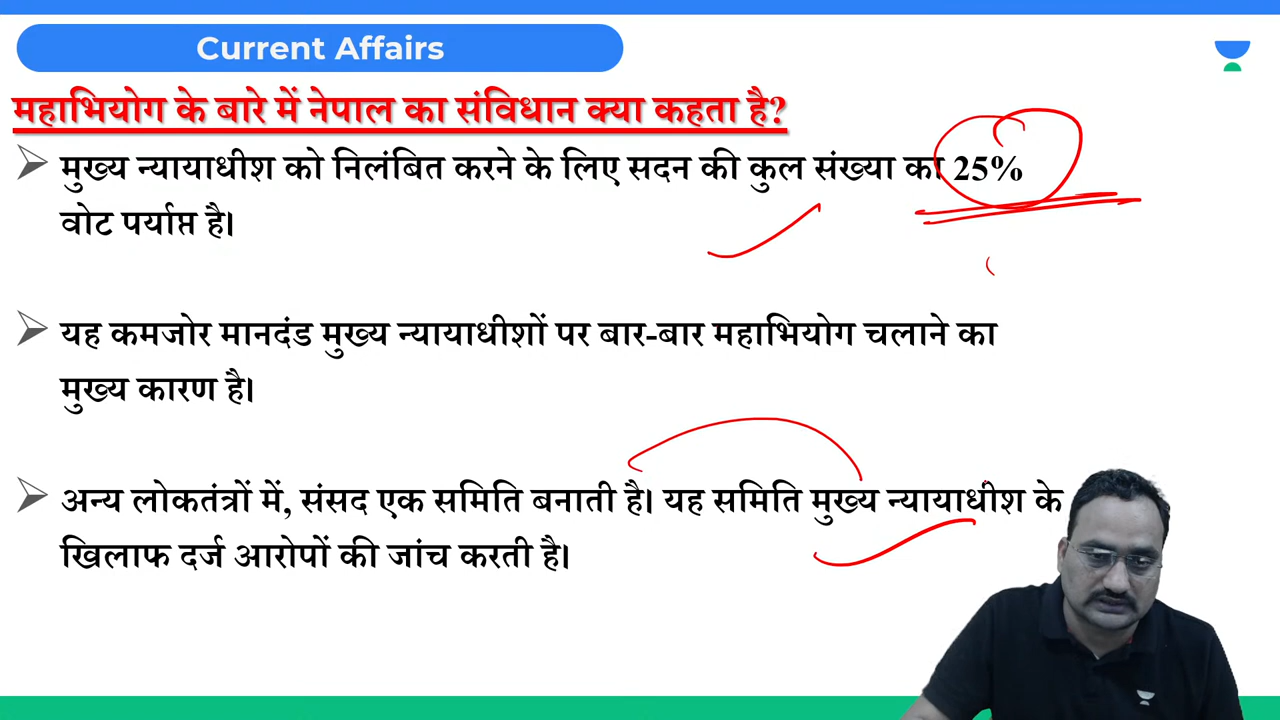 Current Affairs
महाभियोग के बारे में नेपाल का संविधान क्या कहता है?
मुख्य न्यायाधीश को निलंबित करने के लिए सदन की कुल संख्या का 25%
वोट पर्याप्त है।
यह कमजोर मानदंड मुख्य न्यायाधीशों पर बार-बार महाभियोग चलाने का
मुख्य कारण है।
अन्य लोकतंत्रों में, संसद एक समिति बनाती है। यह समिति मुख्य न्यायाधीश के
खिलाफ दर्ज आरोपों की जांच करती है।